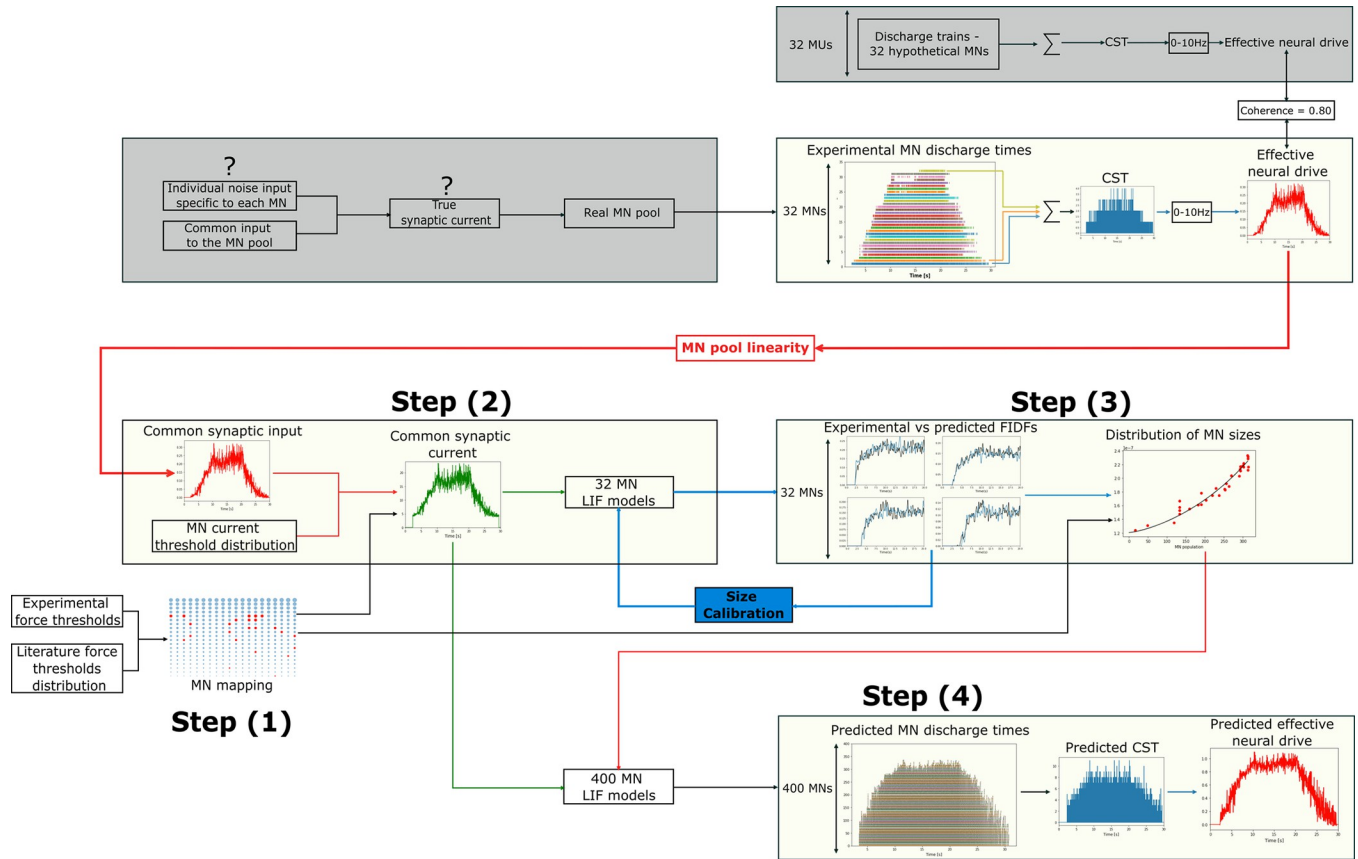 32 MUs
Discharge trains -
32 hypothetical MNs
∑
CST
0-10Hz
Effective neural drive
Coherence = 0.80
?
Individual noise input
specific to each MN
Common input
to the MN pool
?
True
synaptic current
Real MN pool
Experimental MN discharge times
32 MNs
Time [s]
∑
CST
0-10Hz
Effective
neural drive
MN pool linearity
Step (2)
Common synaptic input
MN current
threshold distribution
Common synaptic
current
32 MN
LIF models
Step (3)
Experimental vs predicted FIDFs
32 MNs
Distribution of MN sizes
MN population
Size
Calibration
Experimental
force thresholds
Literature force
thresholds
distribution
MN mapping
Step (1)
400 MN
LIF models
Step (4)
Predicted MN discharge times
400 MNs
Time [s]
Predicted CST
Time [s]
Predicted effective
neural drive
Time [s]